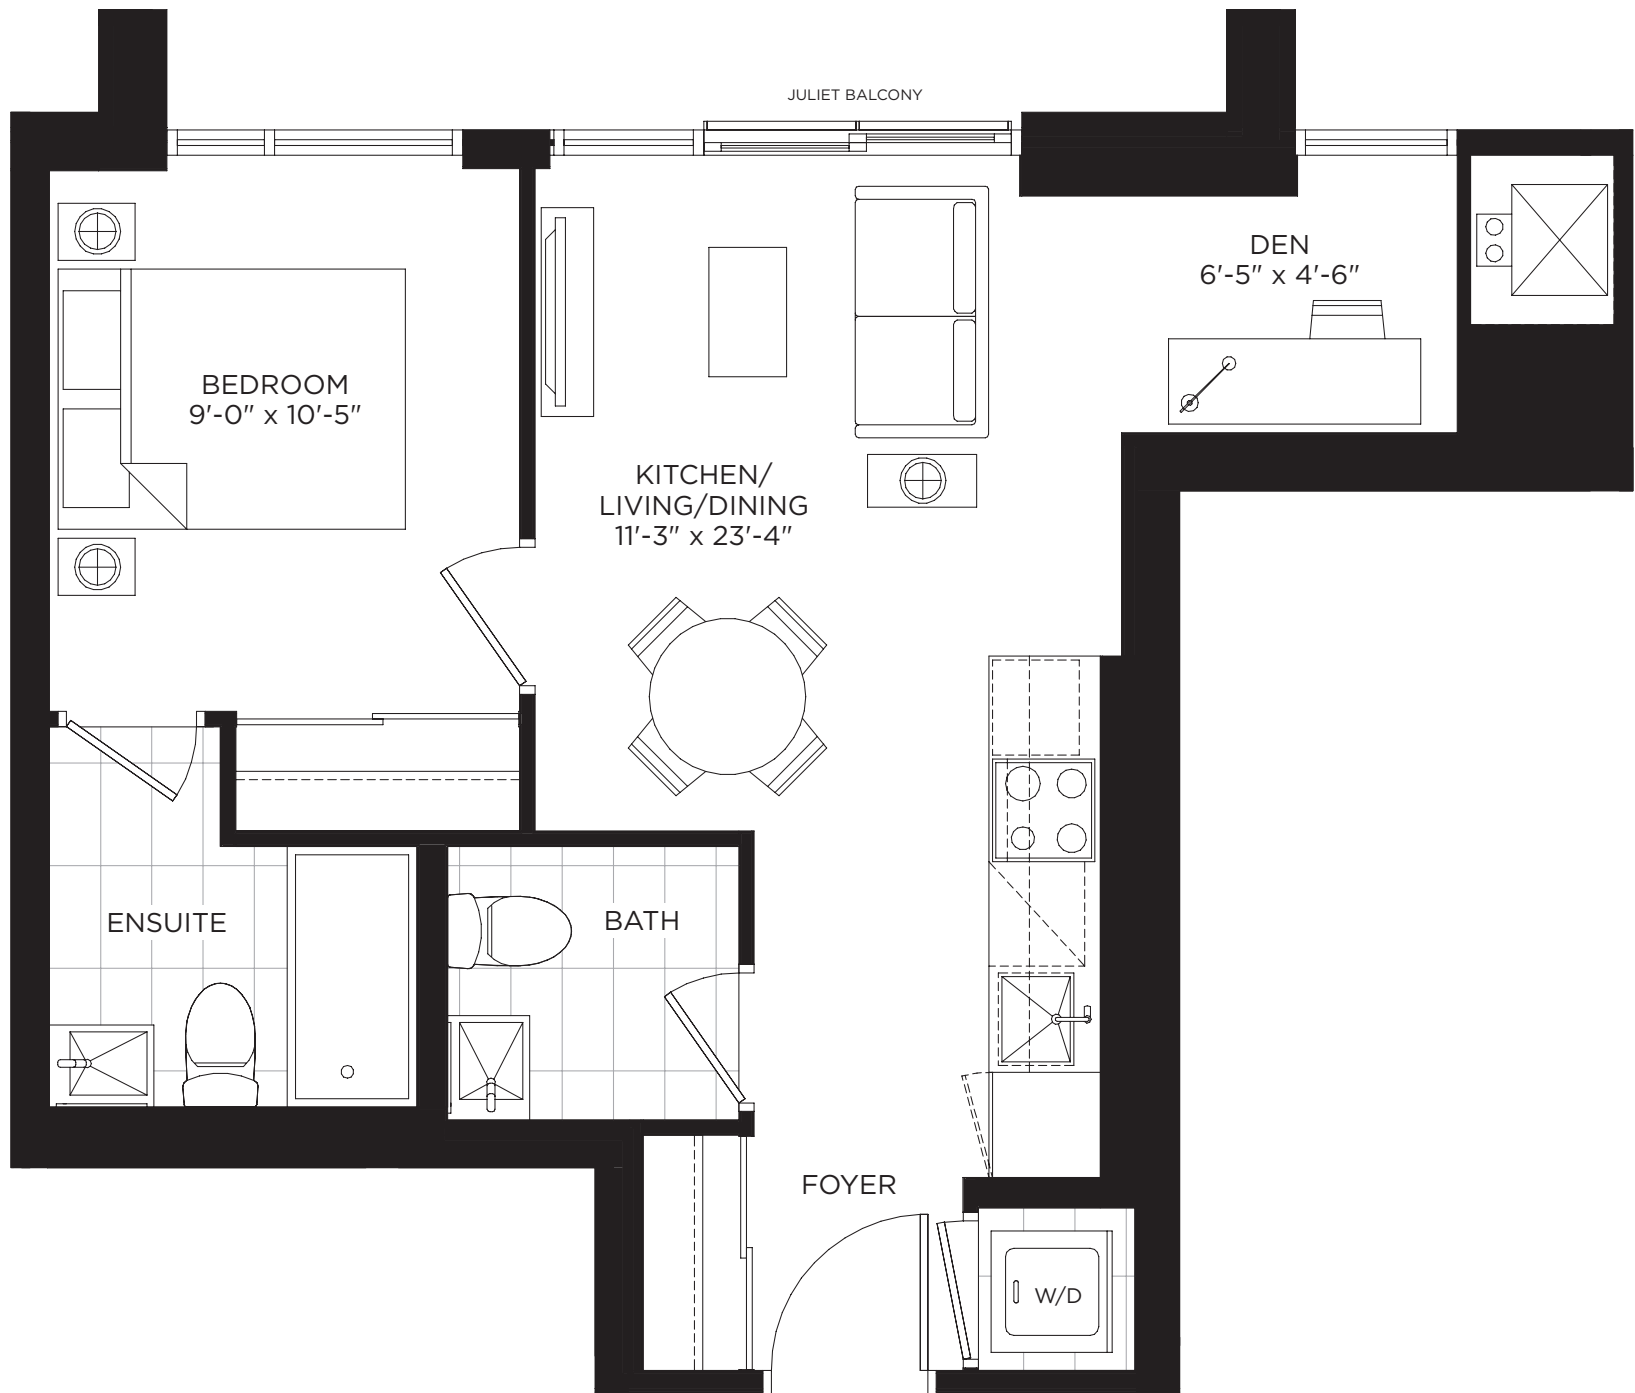 JULIET BALCONY
DEN
6'-5" x 4'-6"
BEDROOM
9'-0" x 10'-5"
KITCHEN/
LIVING/DINING
11'-3" x 23'-4"
ENSUITE
BATH
FOYER
W/D